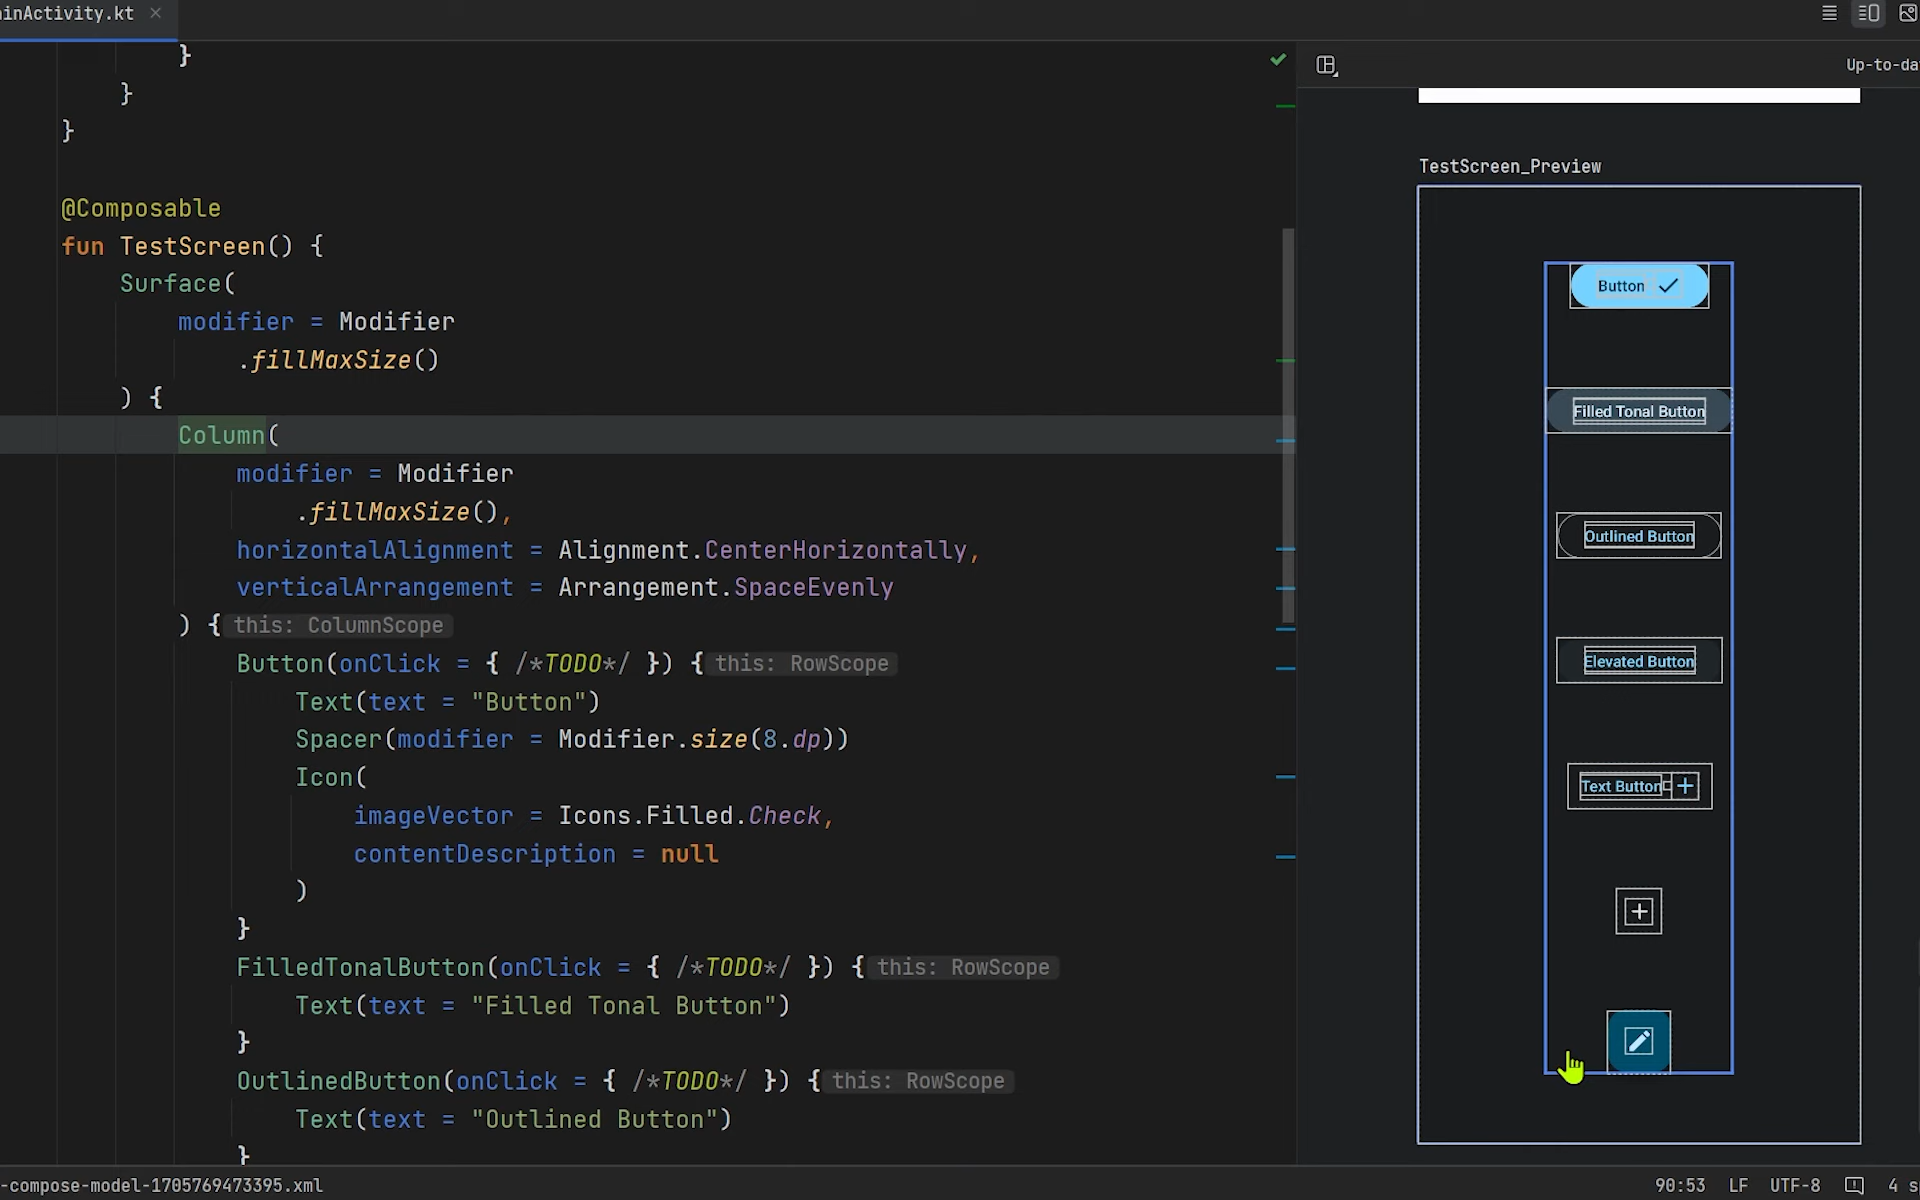 ainActivity.kt
Up-to-da
}
}
}
TestScreen_Preview
@Composable
fun TestScreen() {
Surface(
modifier = Modifier
.fillMaxSize()
) {
Column(
modifier = Modifier
.fillMaxSize(),
horizontalAlignment = Alignment.CenterHorizontally,
verticalArrangement = Arrangement.SpaceEvenly
) { this: ColumnScope
Button(onClick = { /*TODO*/ }) { this: RowScope
Text(text = "Button")
Spacer(modifier = Modifier.size(8.dp))
Icon(
imageVector = Icons.Filled.Check,
contentDescription = null
)
}
FilledTonalButton(onClick = { /*TODO*/ }) { this: RowScope
Text(text = "Filled Tonal Button")
}
OutlinedButton(onClick = { /*TODO*/ }) { this: RowScope
Text(text = "Outlined Button")
}
Button
Filled Tonal Button
Outlined Button
Elevated Button
Text Button
-compose-model-1705769473395.xml
90:53 LF UTF-8 4 s